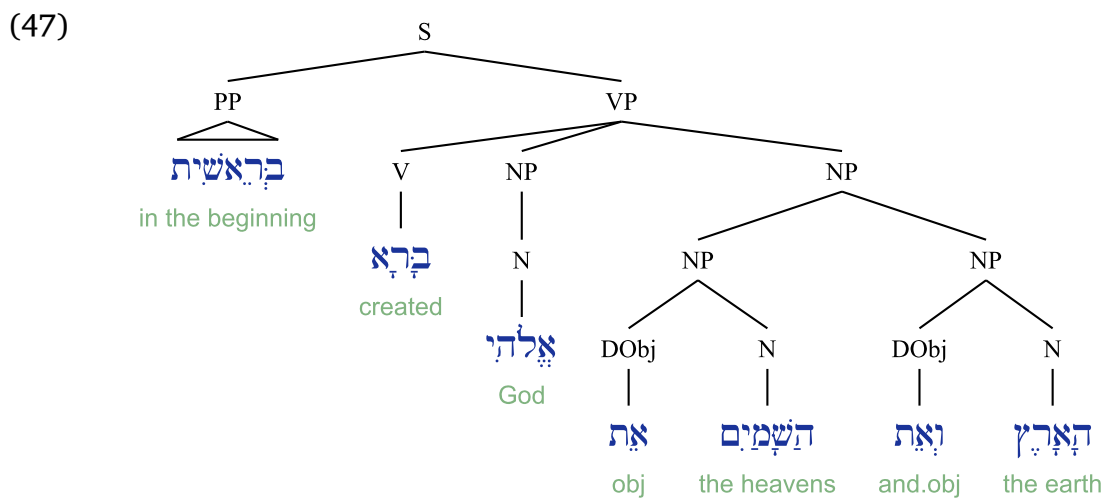 (47)
S
PP VP
בְּרֵאשִׁית V NP NP
in the beginning
בָּרָא N NP NP
created
אֱלֹהִי DObj N DObj N
God
אֵת הַשָּׁמַיִם וְאֵת הָאָרֶץ
obj the heavens and.obj the earth